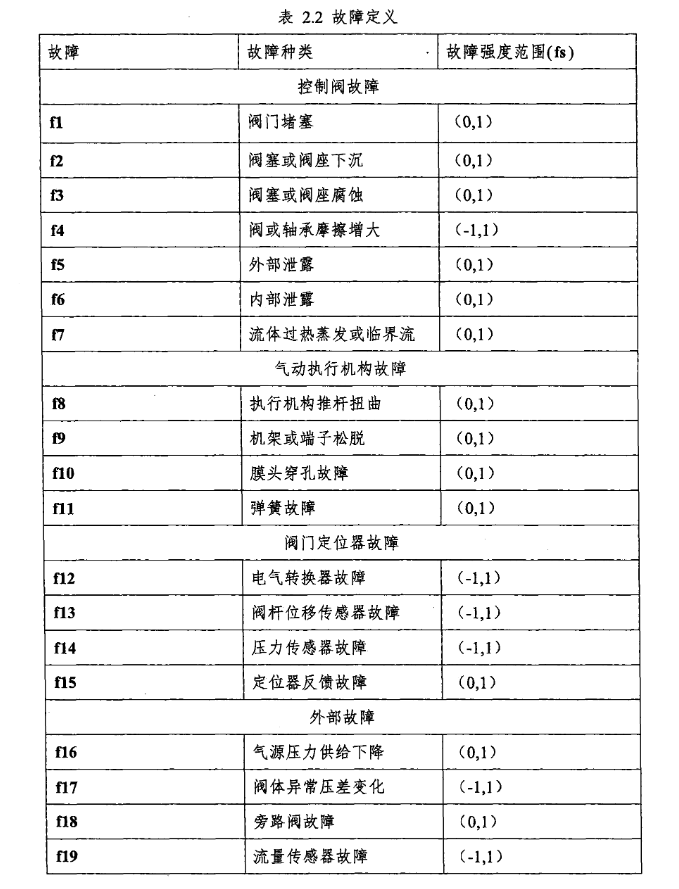 表 2.2 故障定义
故障 故障种类 故障强度范围(fs)
控制阀故障
f1 阀门堵塞 （0,1）
f2 阀塞或阀座下沉 （0,1）
f3 阀塞或阀座腐蚀 （0,1）
f4 阀或轴承摩擦增大 （-1,1）
f5 外部泄露 （0,1）
f6 内部泄露 （0,1）
f7 流体过热蒸发或临界流 （0,1）
气动执行机构故障
f8 执行机构推杆扭曲 （0,1）
f9 机架或端子松脱 （0,1）
f10 膜头穿孔故障 （0,1）
f11 弹簧故障 （0,1）
阀门定位器故障
f12 电气转换器故障 （-1,1）
f13 阀杆位移传感器故障 （-1,1）
f14 压力传感器故障 （-1,1）
f15 定位器反馈故障 （0,1）
外部故障
f16 气源压力供给下降 （0,1）
f17 阀体异常压差变化 （-1,1）
f18 旁路阀故障 （0,1）
f19 流量传感器故障 （-1,1）